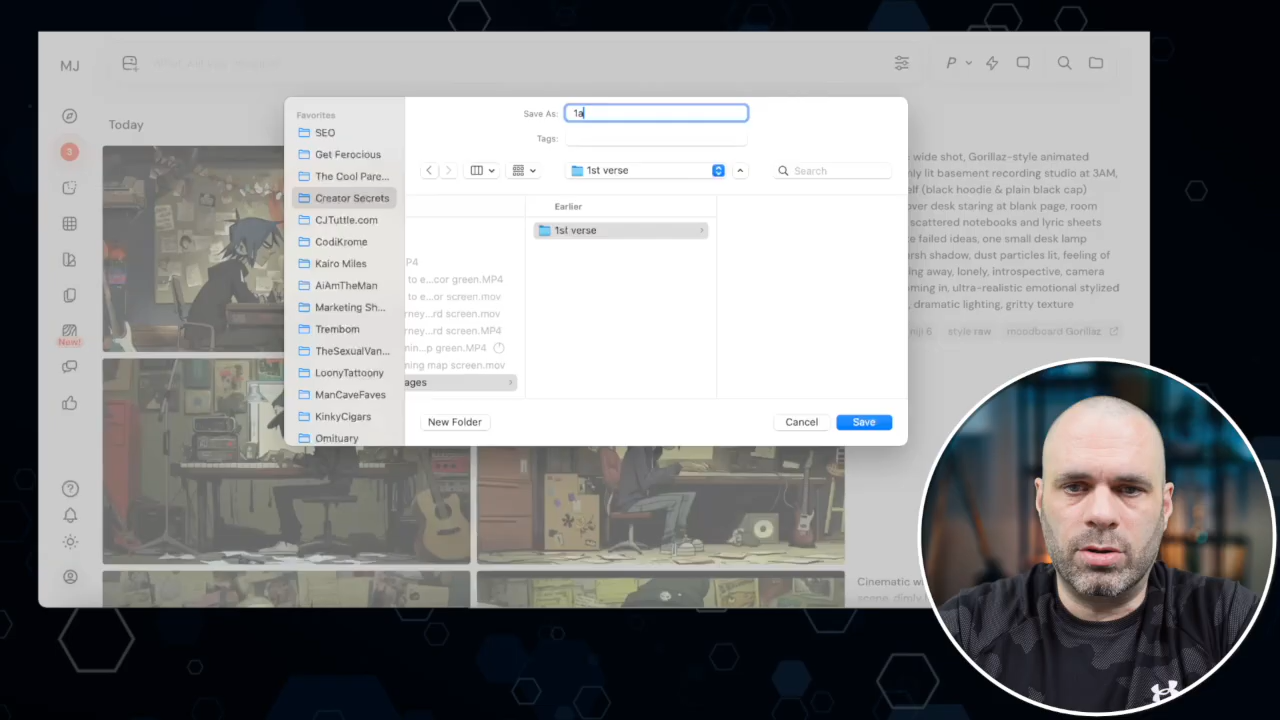 MJ
P
Today
3
New!
Favorites
SEO
Get Ferocious
The Cool Pare...
Creator Secrets
CJTuttle.com
CodiKrome
Kairo Miles
AiAmTheMan
Marketing Sh...
Trembom
TheSexualVan...
LoonyTattoony
ManCaveFaves
KinkyCigars
Omituary
Save As: 1a
Tags:
1st verse
Search
Earlier
1st verse
P4
to e...cor green.MP4
to e...or screen.mov
rney...rd screen.mov
rney...rd screen.MP4
nin...p green.MP4
ning map screen.mov
ages
New Folder
Cancel
Save
wide shot, Gorillaz-style animated
nly lit basement recording studio at 3AM,
elf (black hoodie & plain black cap)
over desk staring at blank page, room
scattered notebooks and lyric sheets
e failed ideas, one small desk lamp
rsh shadow, dust particles lit, feeling of
ing away, lonely, introspective, camera
oming in, ultra-realistic emotional stylized
, dramatic lighting, gritty texture
niji 6 style raw moodboard Gorillaz
Cinematic w
scene, dimly